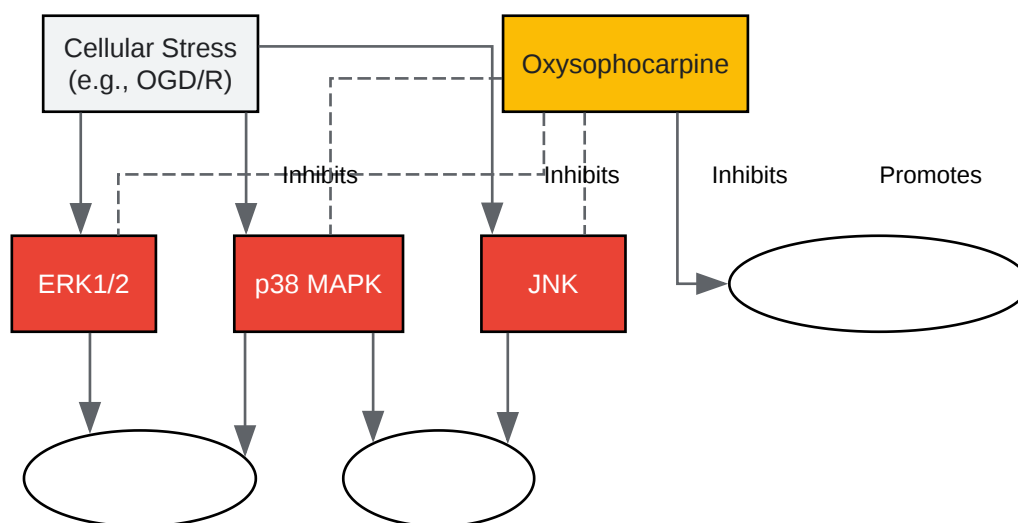 Cellular Stress
(e.g., OGD/R)
Oxysophocarpine
Inhibits
Inhibits
Inhibits
Promotes
ERK1/2
p38 MAPK
JNK